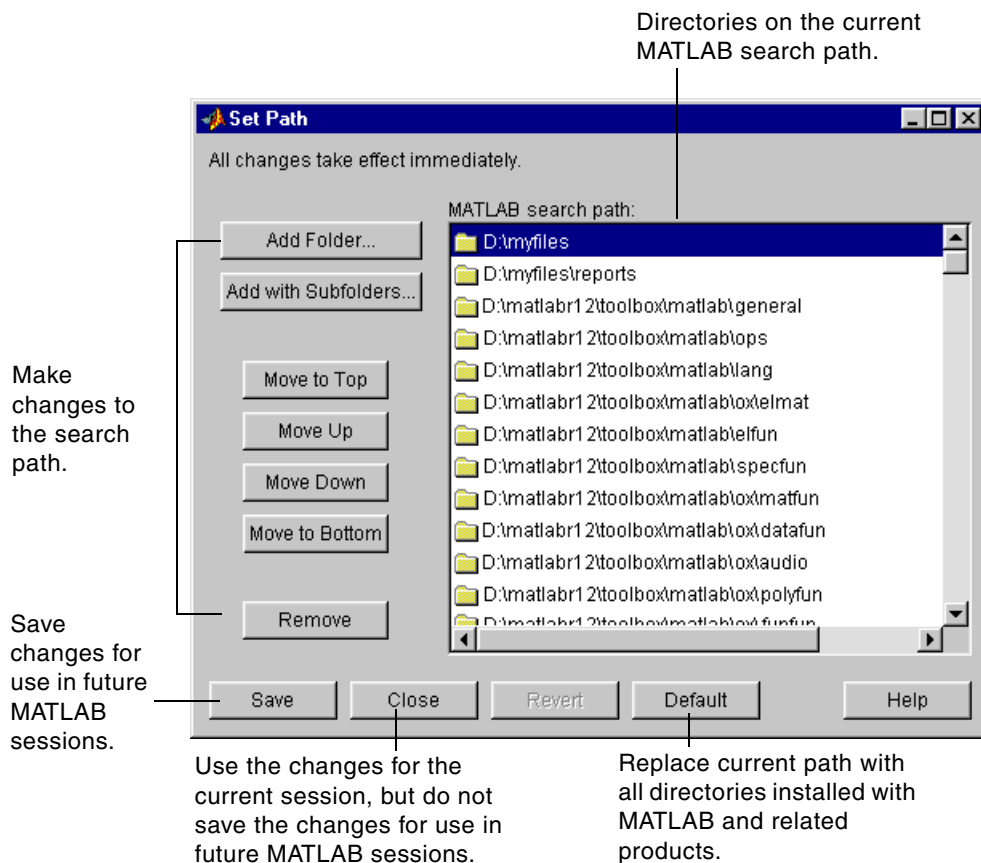 Directories on the current
MATLAB search path.
Set Path
All changes take effect immediately.
MATLAB search path:
Add Folder...
Add with Subfolders...
Move to Top
Move Up
Move Down
Move to Bottom
Remove
D:\myfiles
D:\myfiles\reports
D:\matlabr12\toolbox\matlab\general
D:\matlabr12\toolbox\matlab\ops
D:\matlabr12\toolbox\matlab\lang
D:\matlabr12\toolbox\matlab\ox\elmat
D:\matlabr12\toolbox\matlab\elfun
D:\matlabr12\toolbox\matlab\specfun
D:\matlabr12\toolbox\matlab\ox\matfun
D:\matlabr12\toolbox\matlab\ox\datafun
D:\matlabr12\toolbox\matlab\ox\audio
D:\matlabr12\toolbox\matlab\ox\polyfun
D:\matlabr12\toolbox\matlab\ox\funfun
Make
changes to
the search
path.
Save
changes for
use in future
MATLAB
sessions.
Save
Close
Revert
Default
Help
Use the changes for the
current session, but do not
save the changes for use in
future MATLAB sessions.
Replace current path with
all directories installed with
MATLAB and related
products.